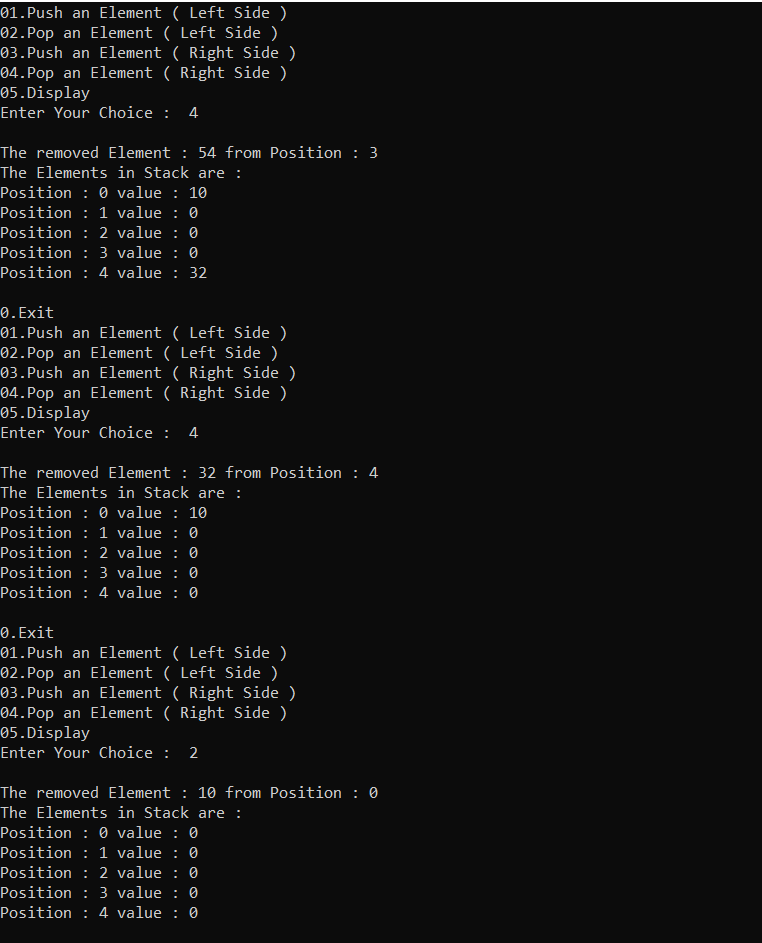 01.Push an Element ( Left Side )
02.Pop an Element ( Left Side )
03.Push an Element ( Right Side )
04.Pop an Element ( Right Side )
05.Display
Enter Your Choice :  4

The removed Element : 54 from Position : 3
The Elements in Stack are :
Position : 0 value : 10
Position : 1 value : 0
Position : 2 value : 0
Position : 3 value : 0
Position : 4 value : 32

0.Exit
01.Push an Element ( Left Side )
02.Pop an Element ( Left Side )
03.Push an Element ( Right Side )
04.Pop an Element ( Right Side )
05.Display
Enter Your Choice :  4

The removed Element : 32 from Position : 4
The Elements in Stack are :
Position : 0 value : 10
Position : 1 value : 0
Position : 2 value : 0
Position : 3 value : 0
Position : 4 value : 0

0.Exit
01.Push an Element ( Left Side )
02.Pop an Element ( Left Side )
03.Push an Element ( Right Side )
04.Pop an Element ( Right Side )
05.Display
Enter Your Choice :  2

The removed Element : 10 from Position : 0
The Elements in Stack are :
Position : 0 value : 0
Position : 1 value : 0
Position : 2 value : 0
Position : 3 value : 0
Position : 4 value : 0